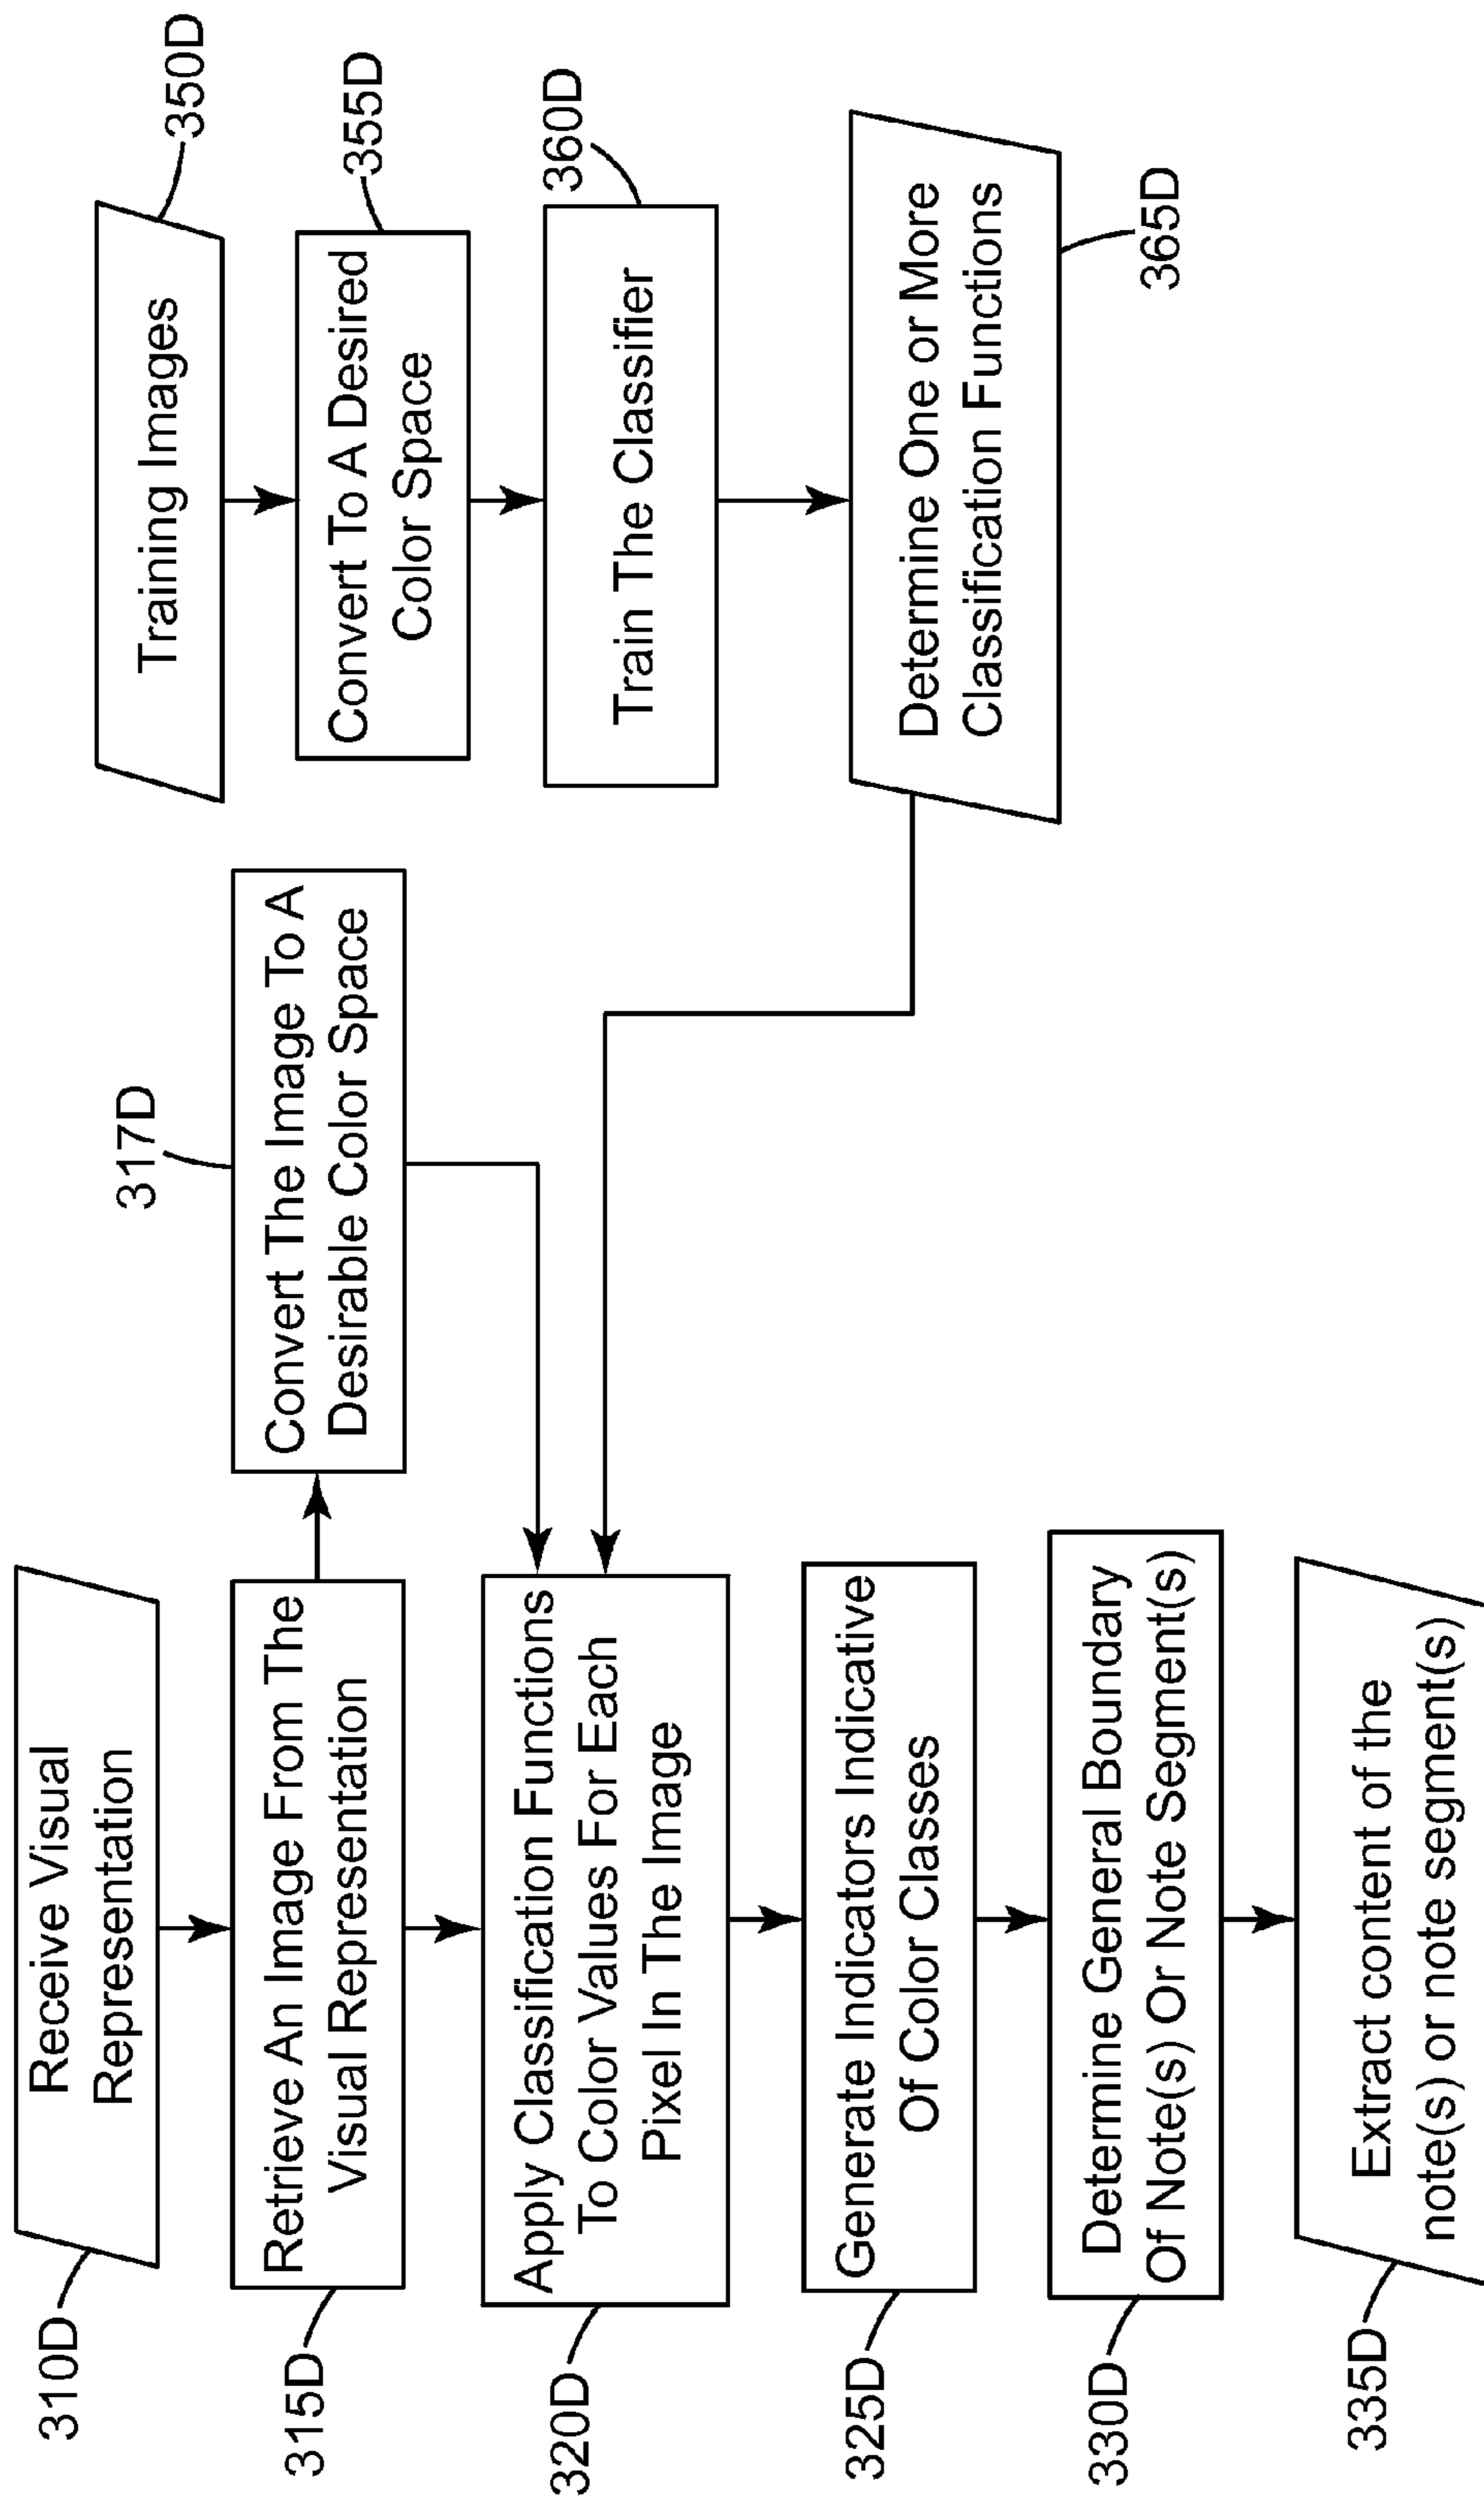 310D
Receive Visual
Representation
315D
Retrieve An Image From The
Visual Representation
317D
Convert The Image To A
Desirable Color Space
320D
Apply Classification Functions
To Color Values For Each
Pixel In The Image
325D
Generate Indicators Indicative
Of Color Classes
330D
Determine General Boundary
Of Note(s) Or Note Segment(s)
335D
Extract content of the
note(s) or note segment(s)
Training Images
350D
Convert To A Desired
Color Space
355D
Train The Classifier
360D
Determine One or More
Classification Functions
365D